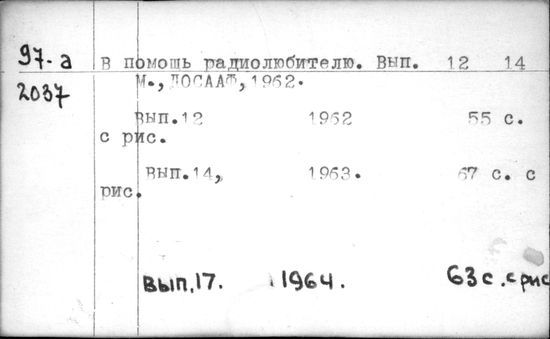 97-а В помощь радиолюбителю. Вып. 12 14
2037 М., ДОСААФ, 1962.
Вып.12 1962 55 с.
с рис.
Вып.14, 1963. 67 с. с
рис.
Вып.17. 1964. 63 с. с рис